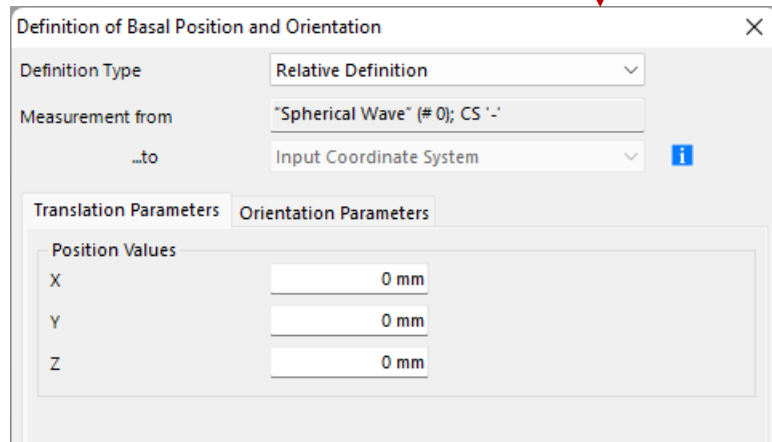 Definition of Basal Position and Orientation
Definition Type Relative Definition
Measurement from "Spherical Wave" (# 0); CS '-'
...to Input Coordinate System i
Translation Parameters Orientation Parameters
Position Values
X 0 mm
Y 0 mm
Z 0 mm